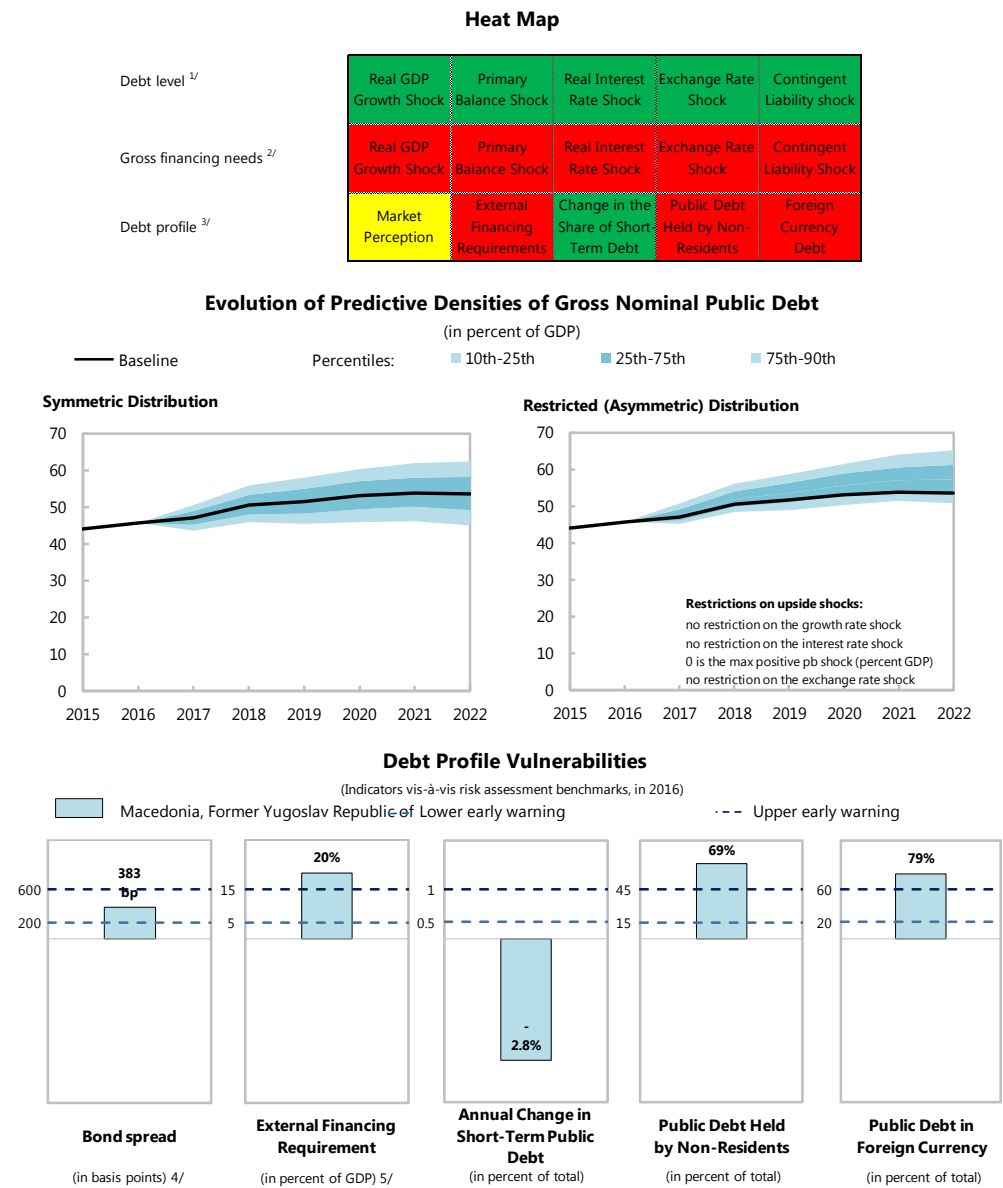 Heat Map
Debt level 1/
Real GDP Growth Shock
Primary Balance Shock
Real Interest Rate Shock
Exchange Rate Shock
Contingent Liability shock
Gross financing needs 2/
Real GDP Growth Shock
Primary Balance Shock
Real Interest Rate Shock
Exchange Rate Shock
Contingent Liability Shock
Debt profile 3/
Market Perception
External Financing Requirements
Change in the Share of Short-Term Debt
Public Debt Held by Non-Residents
Foreign Currency Debt
Evolution of Predictive Densities of Gross Nominal Public Debt
(in percent of GDP)
Baseline
Percentiles:
10th-25th
25th-75th
75th-90th
Symmetric Distribution
70
60
50
40
30
20
10
0
2015 2016 2017 2018 2019 2020 2021 2022
Restricted (Asymmetric) Distribution
70
60
50
40
30
20
10
0
Restrictions on upside shocks:
no restriction on the growth rate shock
no restriction on the interest rate shock
0 is the max positive pb shock (percent GDP)
no restriction on the exchange rate shock
2015 2016 2017 2018 2019 2020 2021 2022
Debt Profile Vulnerabilities
(Indicators vis-à-vis risk assessment benchmarks, in 2016)
Macedonia, Former Yugoslav Republic of
Lower early warning
Upper early warning
383 bp
600
200
Bond spread
(in basis points) 4/
20%
15
5
External Financing Requirement
(in percent of GDP) 5/
1
0.5
-
2.8%
Annual Change in Short-Term Public Debt
(in percent of total)
69%
45
15
Public Debt Held by Non-Residents
(in percent of total)
79%
60
20
Public Debt in Foreign Currency
(in percent of total)